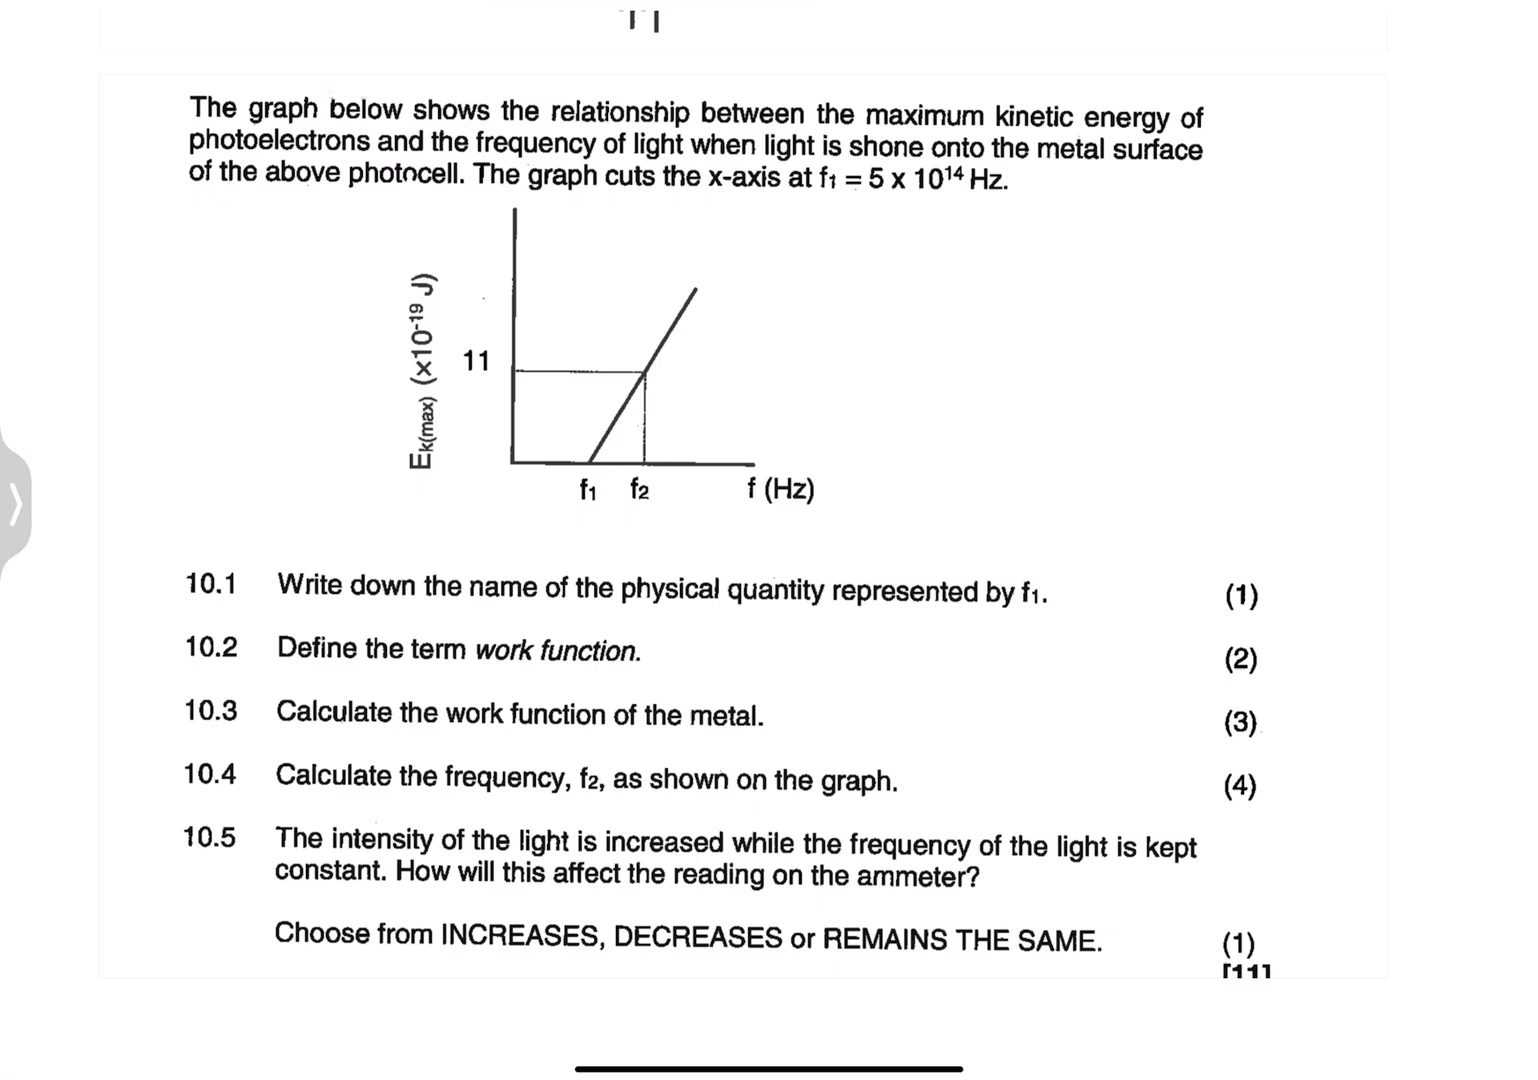 The graph below shows the relationship between the maximum kinetic energy of
photoelectrons and the frequency of light when light is shone onto the metal surface
of the above photocell. The graph cuts the x-axis at f₁ = 5 x 10¹⁴ Hz.
E_K(max) (x10⁻¹⁹ J)
11
f₁ f₂ f (Hz)
10.1 Write down the name of the physical quantity represented by f₁. (1)
10.2 Define the term work function. (2)
10.3 Calculate the work function of the metal. (3)
10.4 Calculate the frequency, f₂, as shown on the graph. (4)
10.5 The intensity of the light is increased while the frequency of the light is kept
constant. How will this affect the reading on the ammeter?
Choose from INCREASES, DECREASES or REMAINS THE SAME. (1)
[11]